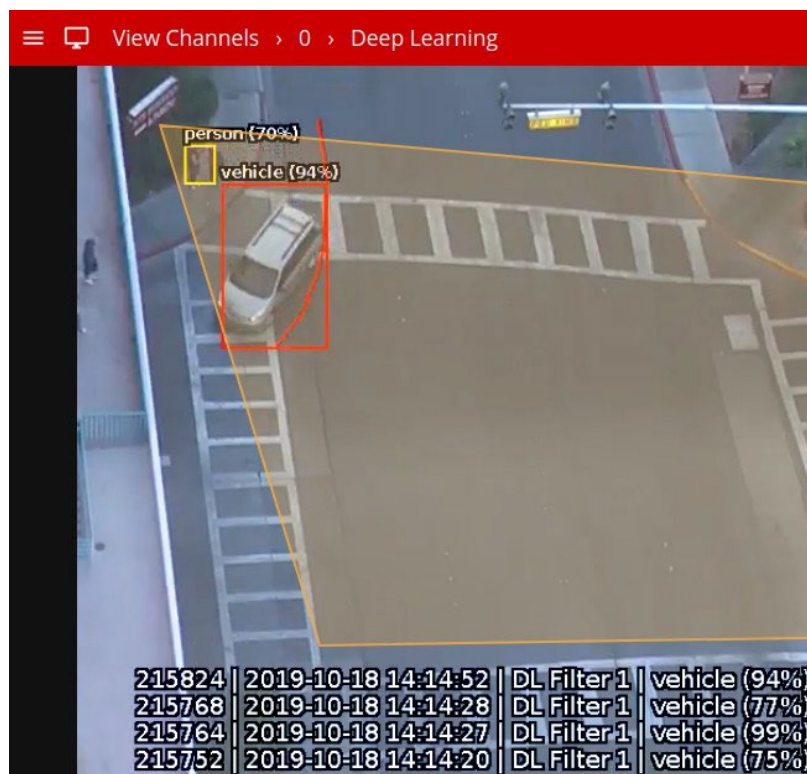 View Channels › 0 › Deep Learning
person (70%)
vehicle (94%)
215824 | 2019-10-18 14:14:52 | DL Filter 1 | vehicle (94%)
215768 | 2019-10-18 14:14:28 | DL Filter 1 | vehicle (77%)
215764 | 2019-10-18 14:14:27 | DL Filter 1 | vehicle (99%)
215752 | 2019-10-18 14:14:20 | DL Filter 1 | vehicle (75%)